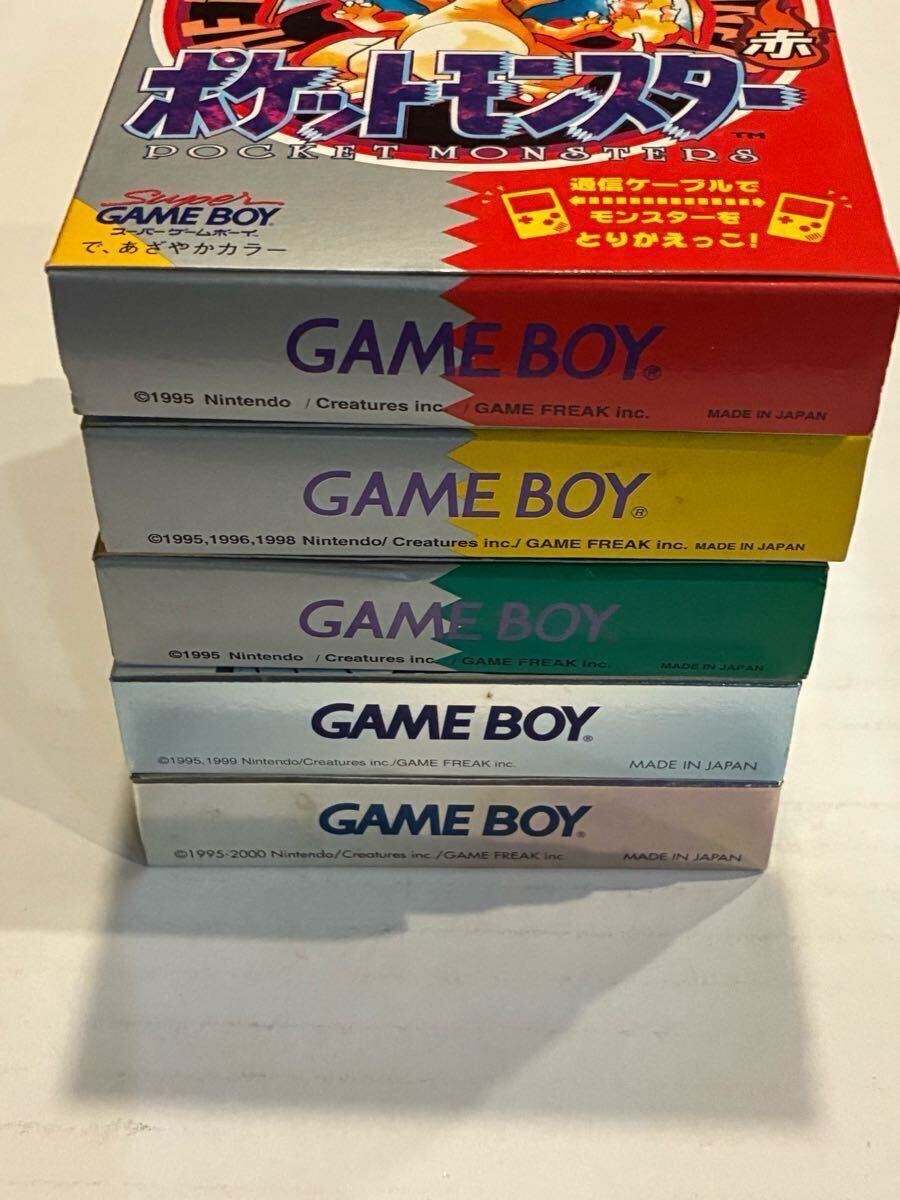 赤
ポケットモンスター
TM
POCKET MONSTERS
Super
GAME BOY
スーパーゲームボーイ
で、あざやかカラー
通信ケーブルで
モンスターを
とりかえっこ!
GAME BOY®
©1995 Nintendo / Creatures inc. / GAME FREAK inc. MADE IN JAPAN
GAME BOY®
©1995,1996,1998 Nintendo/ Creatures inc./ GAME FREAK inc. MADE IN JAPAN
GAME BOY®
©1995 Nintendo / Creatures inc. / GAME FREAK inc. MADE IN JAPAN
GAME BOY®
©1995,1999 Nintendo/Creatures inc./GAME FREAK inc. MADE IN JAPAN
GAME BOY®
©1995-2000 Nintendo/Creatures inc./GAME FREAK inc. MADE IN JAPAN